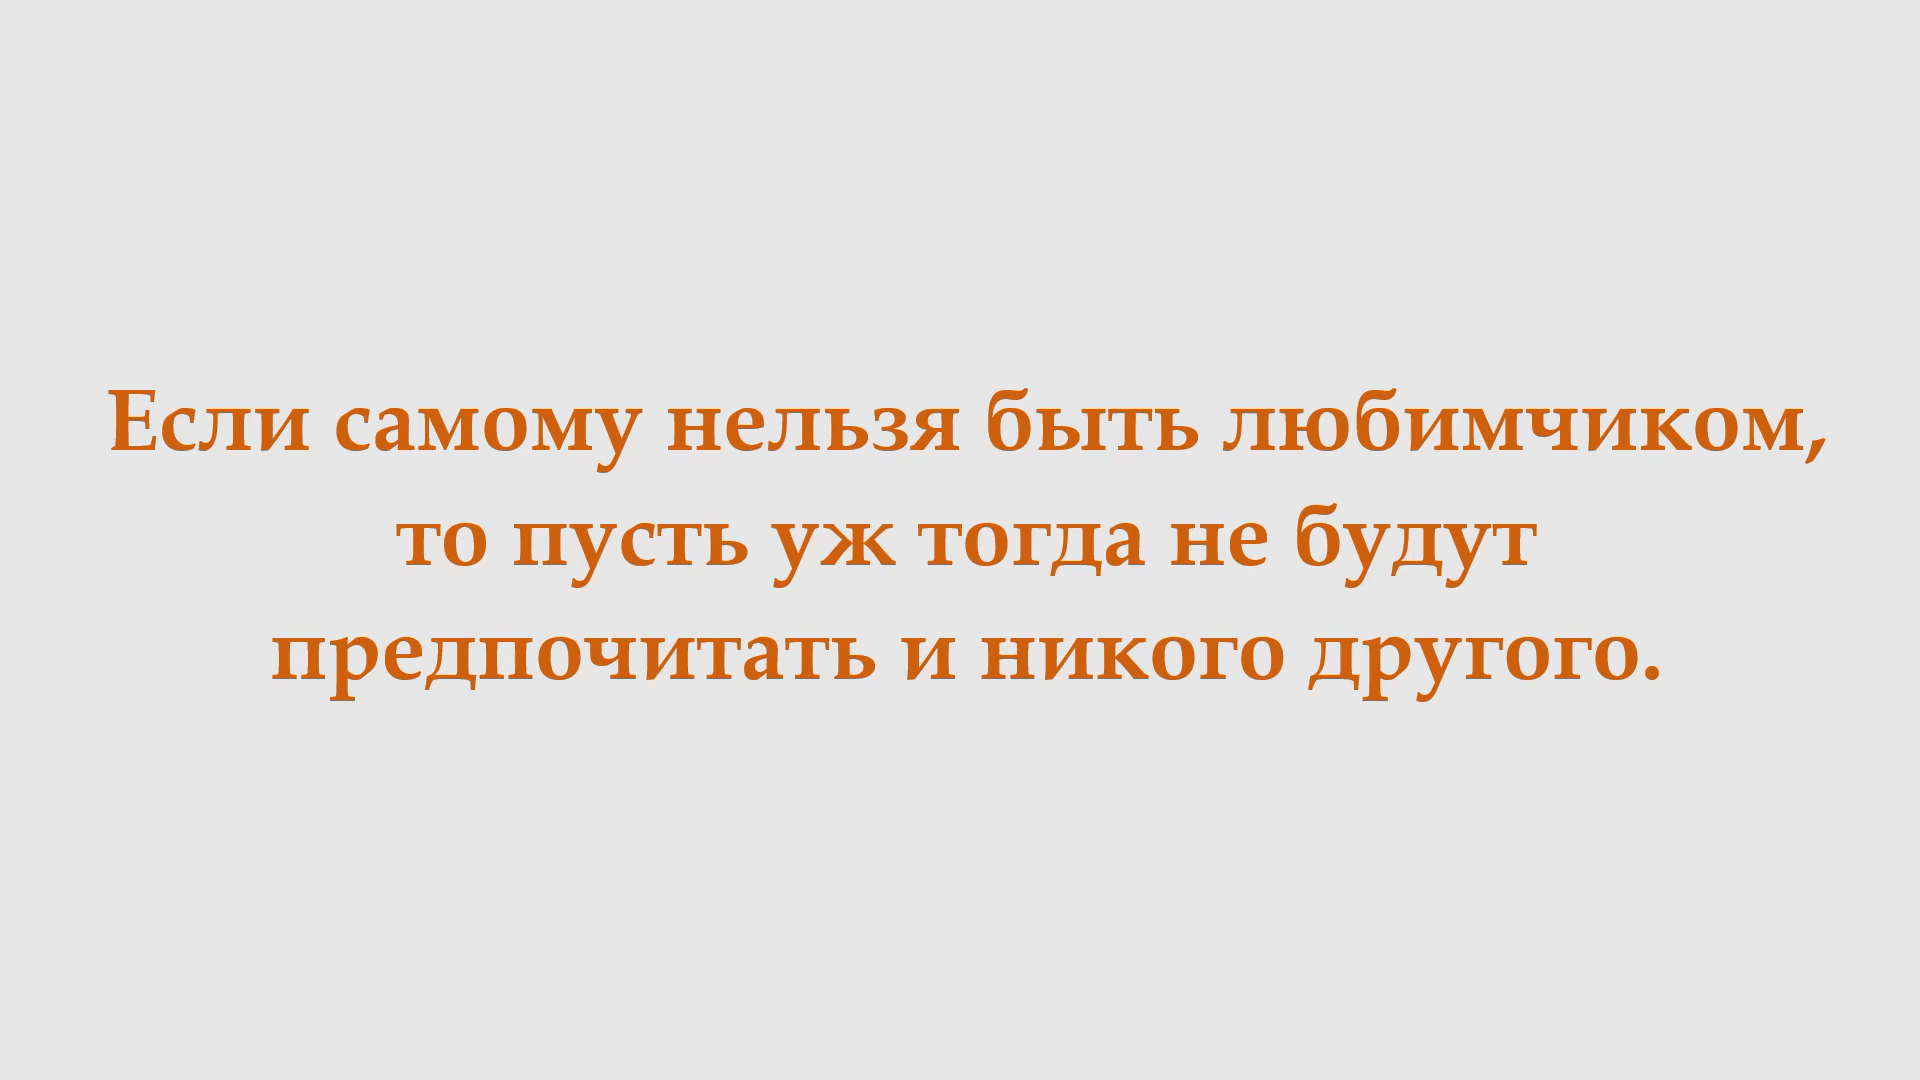 Если самому нельзя быть любимчиком,
то пусть уж тогда не будут
предпочитать и никого другого.